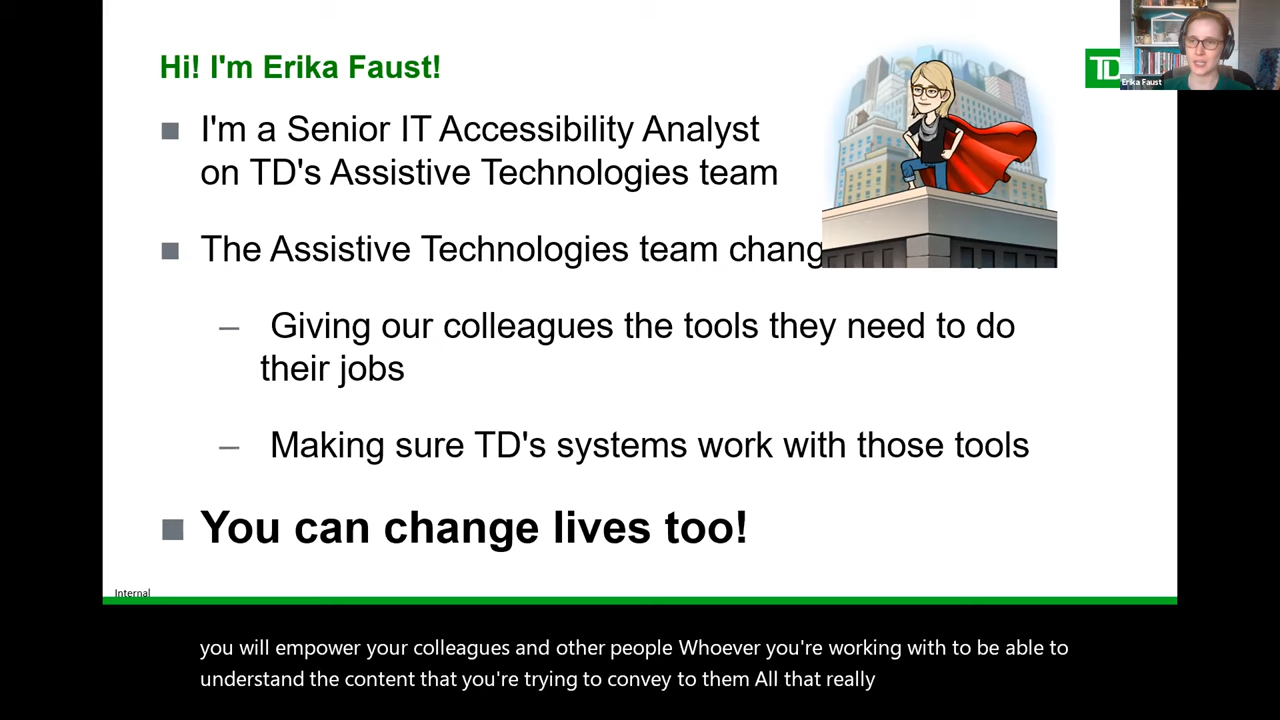 Hi! I'm Erika Faust!
TD
Erika Faust
I'm a Senior IT Accessibility Analyst
on TD's Assistive Technologies team
The Assistive Technologies team
Giving our colleagues the tools they need to do
their jobs
Making sure TD's systems work with those tools
You can change lives too!
Internal
you will empower your colleagues and other people Whoever you're working with to be able to
understand the content that you're trying to convey to them All that really